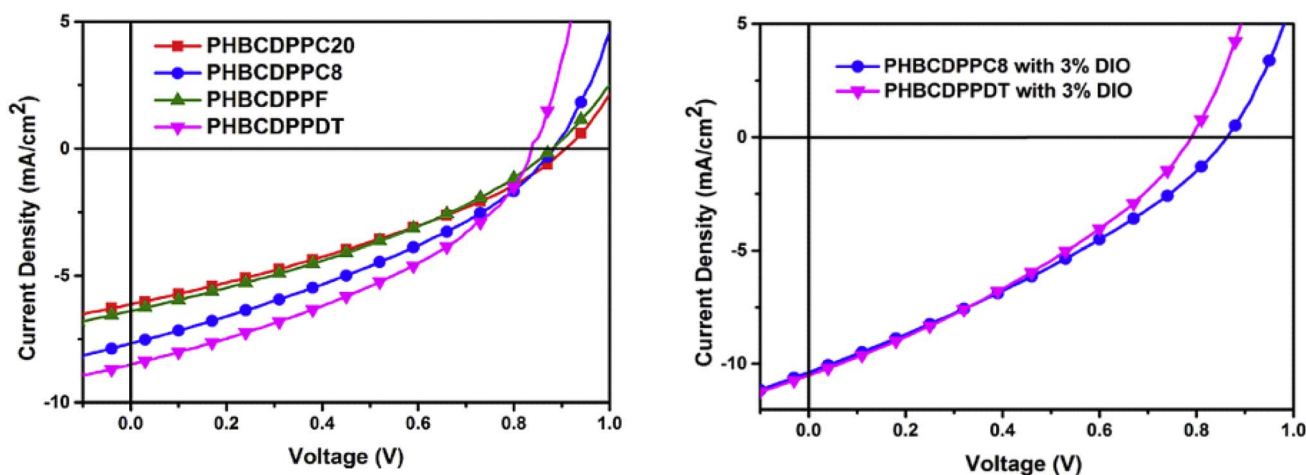 5
0
-5
-10
Current Density (mA/cm²)
PHBCDPPC20
PHBCDPPC8
PHBCDPPF
PHBCDPPDT
0.0 0.2 0.4 0.6 0.8 1.0
Voltage (V)
5
0
-5
-10
Current Density (mA/cm²)
PHBCDPPC8 with 3% DIO
PHBCDPPDT with 3% DIO
0.0 0.2 0.4 0.6 0.8 1.0
Voltage (V)